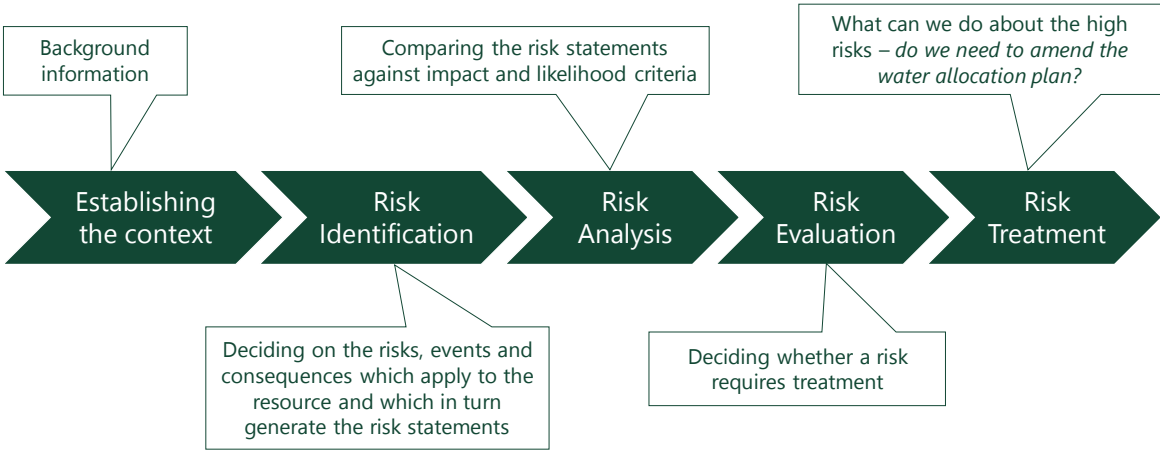 Background
information
Comparing the risk statements
against impact and likelihood criteria
What can we do about the high
risks – do we need to amend the
water allocation plan?
Establishing
the context
Risk
Identification
Risk
Analysis
Risk
Evaluation
Risk
Treatment
Deciding on the risks, events and
consequences which apply to the
resource and which in turn
generate the risk statements
Deciding whether a risk
requires treatment